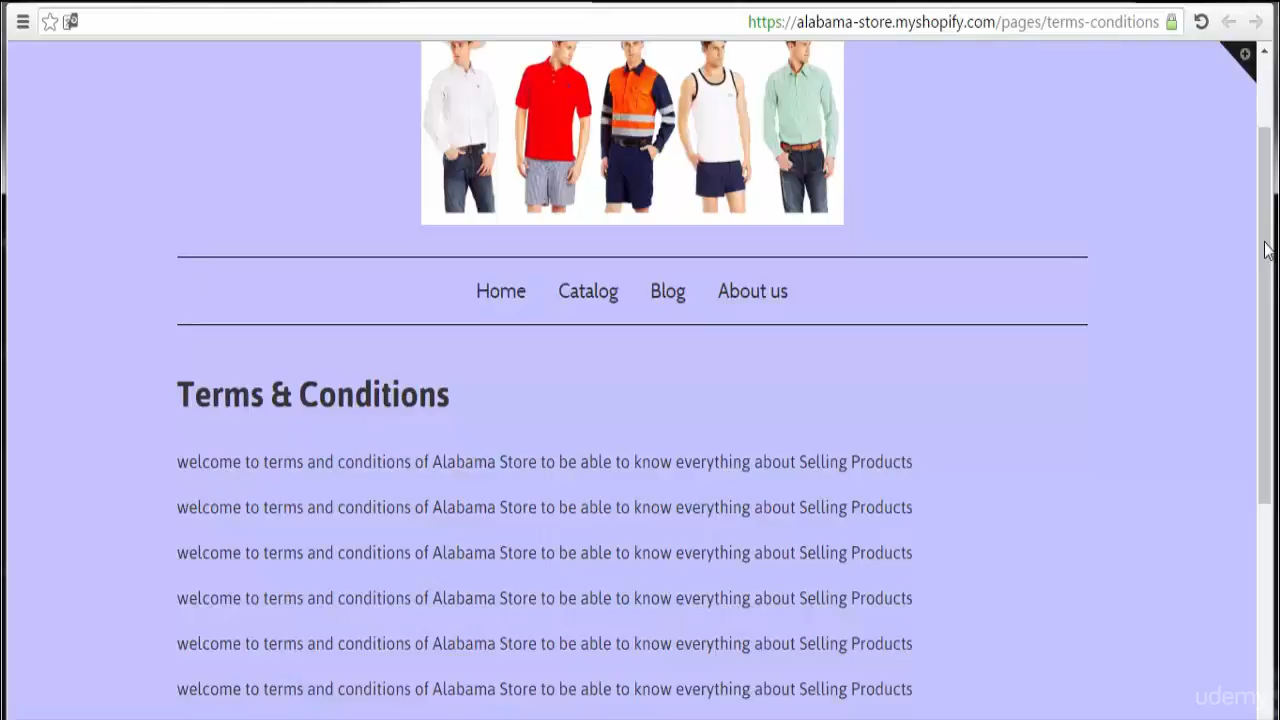 https://alabama-store.myshopify.com/pages/terms-conditions
Home Catalog Blog About us
Terms & Conditions
welcome to terms and conditions of Alabama Store to be able to know everything about Selling Products
welcome to terms and conditions of Alabama Store to be able to know everything about Selling Products
welcome to terms and conditions of Alabama Store to be able to know everything about Selling Products
welcome to terms and conditions of Alabama Store to be able to know everything about Selling Products
welcome to terms and conditions of Alabama Store to be able to know everything about Selling Products
welcome to terms and conditions of Alabama Store to be able to know everything about Selling Products
udemy